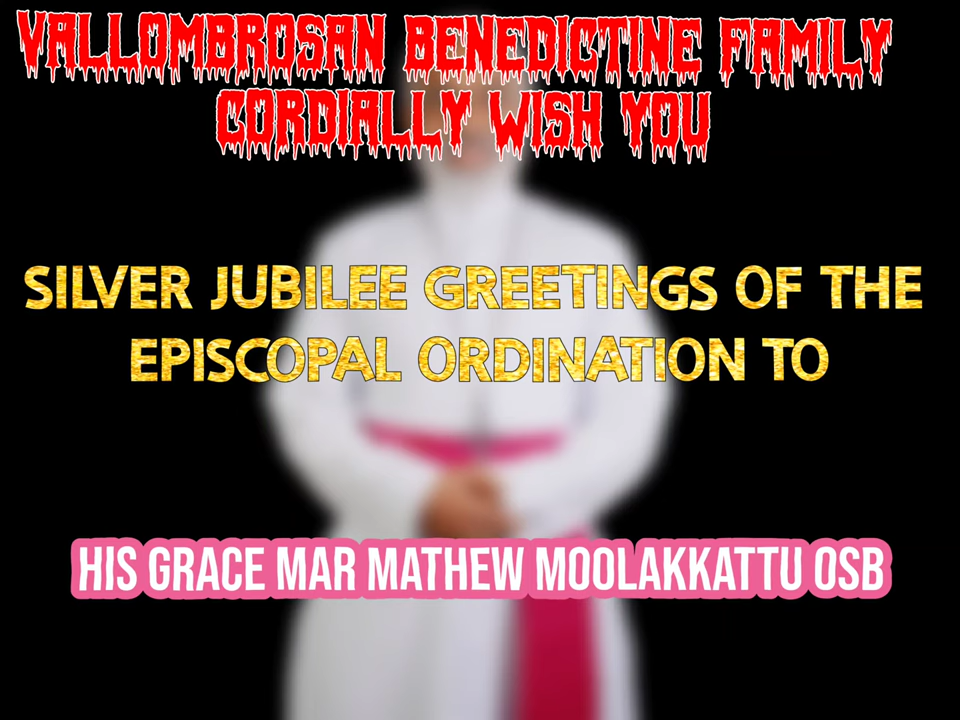 VALLOMBROSAN BENEDICTINE FAMILY
CORDIALLY WISH YOU
SILVER JUBILEE GREETINGS OF THE
EPISCOPAL ORDINATION TO
HIS GRACE MAR MATHEW MOOLAKKATTU OSB